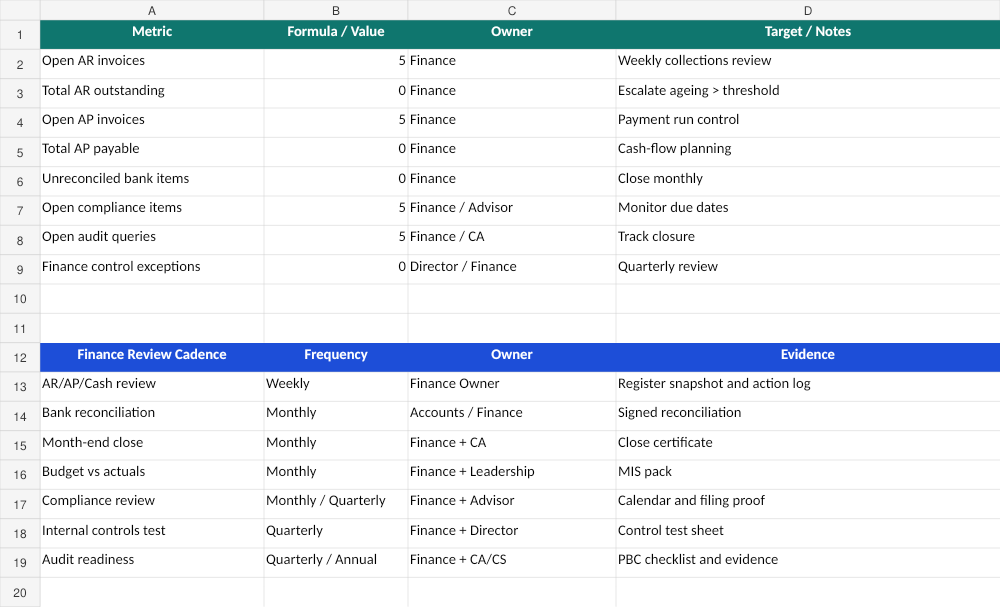 A B C D
1 Metric Formula / Value Owner Target / Notes
2 Open AR invoices 5 Finance Weekly collections review
3 Total AR outstanding 0 Finance Escalate ageing > threshold
4 Open AP invoices 5 Finance Payment run control
5 Total AP payable 0 Finance Cash-flow planning
6 Unreconciled bank items 0 Finance Close monthly
7 Open compliance items 5 Finance / Advisor Monitor due dates
8 Open audit queries 5 Finance / CA Track closure
9 Finance control exceptions 0 Director / Finance Quarterly review
10
11
12 Finance Review Cadence Frequency Owner Evidence
13 AR/AP/Cash review Weekly Finance Owner Register snapshot and action log
14 Bank reconciliation Monthly Accounts / Finance Signed reconciliation
15 Month-end close Monthly Finance + CA Close certificate
16 Budget vs actuals Monthly Finance + Leadership MIS pack
17 Compliance review Monthly / Quarterly Finance + Advisor Calendar and filing proof
18 Internal controls test Quarterly Finance + Director Control test sheet
19 Audit readiness Quarterly / Annual Finance + CA/CS PBC checklist and evidence
20